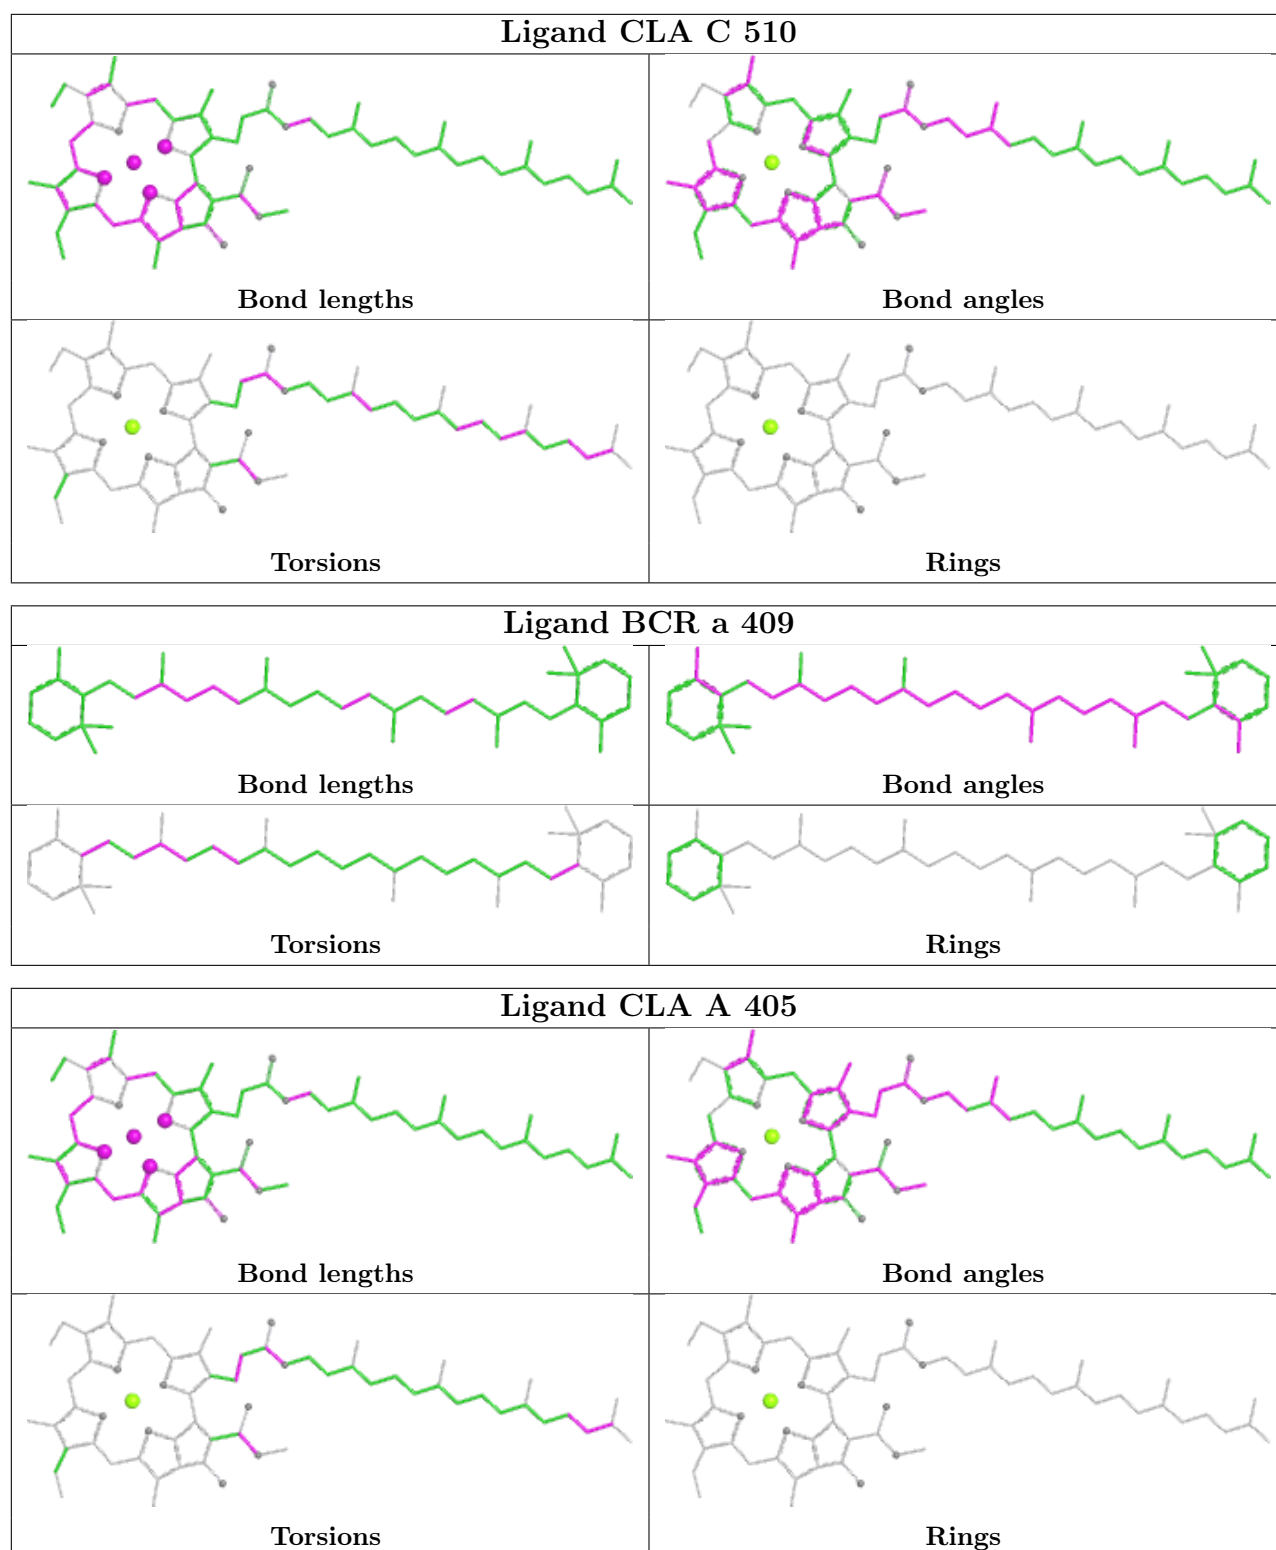 Ligand CLA C 510
Bond lengths
Bond angles
Torsions
Rings
Ligand BCR a 409
Bond lengths
Bond angles
Torsions
Rings
Ligand CLA A 405
Bond lengths
Bond angles
Torsions
Rings